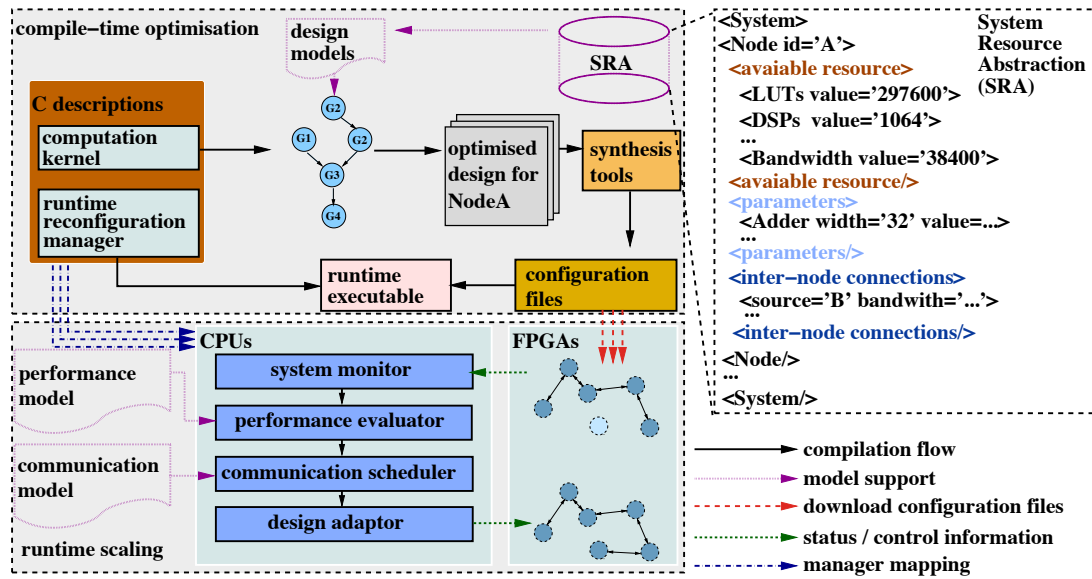 compile-time optimisation
design
models
SRA
C descriptions
computation
kernel
runtime
reconfiguration
manager
G2
G1
G2
G3
G4
optimised
design for
NodeA
synthesis
tools
runtime
executable
configuration
files
<System>
<Node id='A'>
<avaiable resource>
<LUTs value='297600'>
<DSPs value='1064'>
...
<Bandwidth value='38400'>
<avaiable resource/>
<parameters>
<Adder width='32' value=...>
...
<parameters/>
<inter-node connections>
<source='B' bandwith='...'>
...
<inter-node connections/>
<Node/>
...
<System/>
System
Resource
Abstraction
(SRA)
performance
model
communication
model
runtime scaling
CPUs
system monitor
performance evaluator
communication scheduler
design adaptor
FPGAs
compilation flow
model support
download configuration files
status / control information
manager mapping